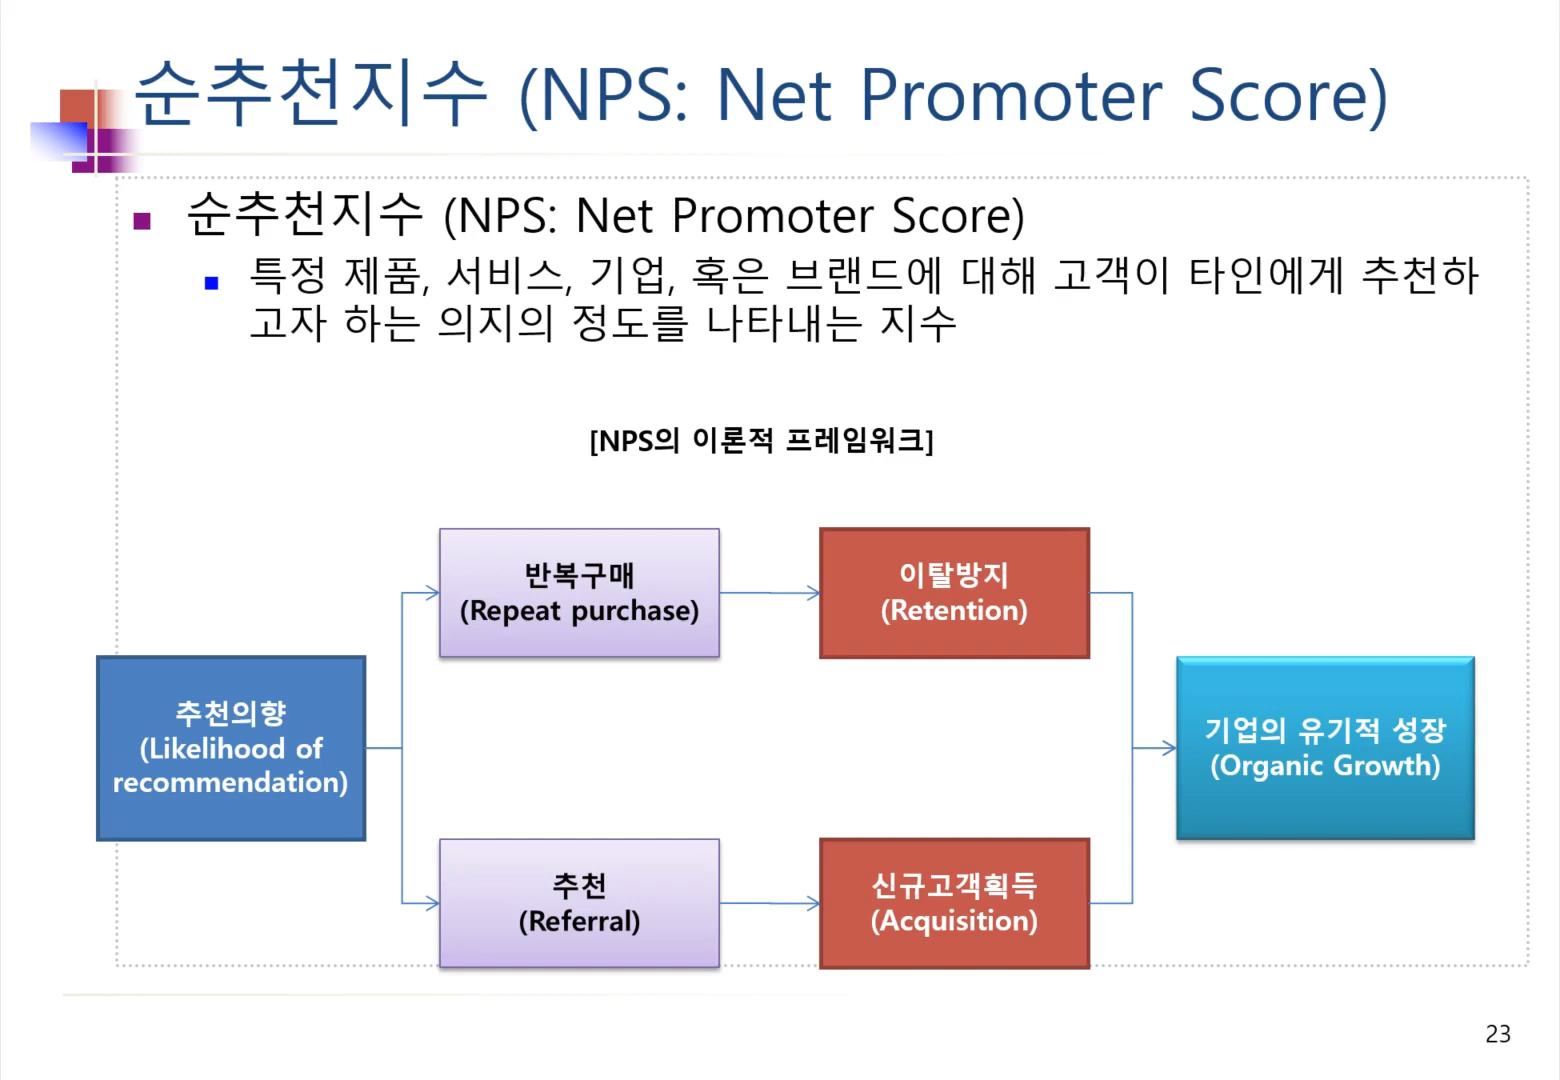 순추천지수 (NPS: Net Promoter Score)
순추천지수 (NPS: Net Promoter Score)
특정 제품, 서비스, 기업, 혹은 브랜드에 대해 고객이 타인에게 추천하
고자 하는 의지의 정도를 나타내는 지수
[NPS의 이론적 프레임워크]
추천의향
(Likelihood of
recommendation)
반복구매
(Repeat purchase)
이탈방지
(Retention)
추천
(Referral)
신규고객획득
(Acquisition)
기업의 유기적 성장
(Organic Growth)
23